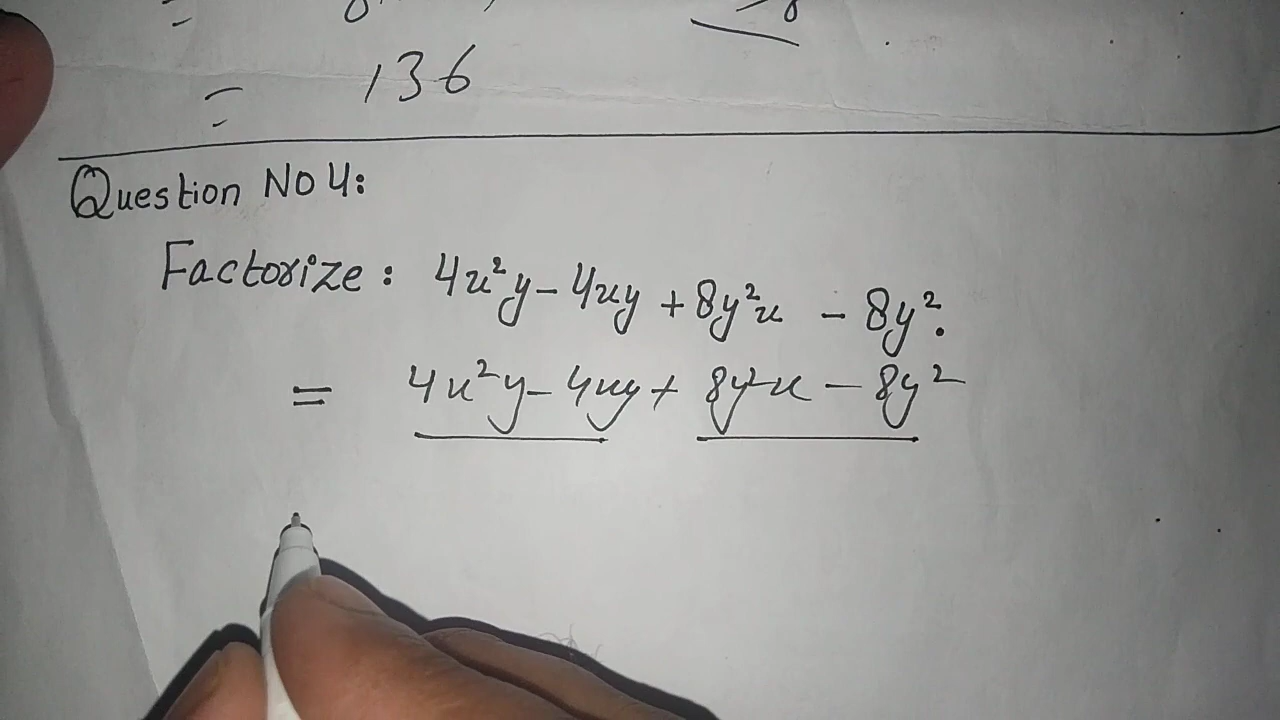 = 136
Question No 4:
Factorize: 4x²y - 4xy + 8y²x - 8y².
= 4x²y - 4xy + 8y²x - 8y²